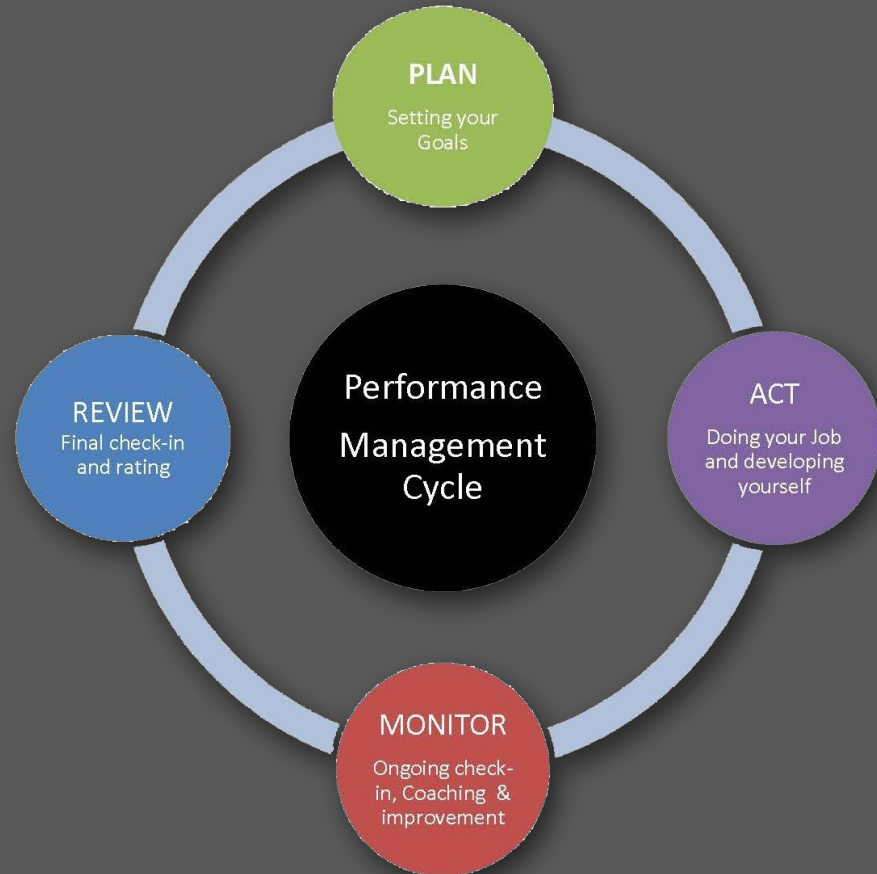 PLAN
Setting your
Goals
ACT
Doing your Job
and developing
yourself
MONITOR
Ongoing check-
in, Coaching &
improvement
REVIEW
Final check-in
and rating
Performance
Management
Cycle